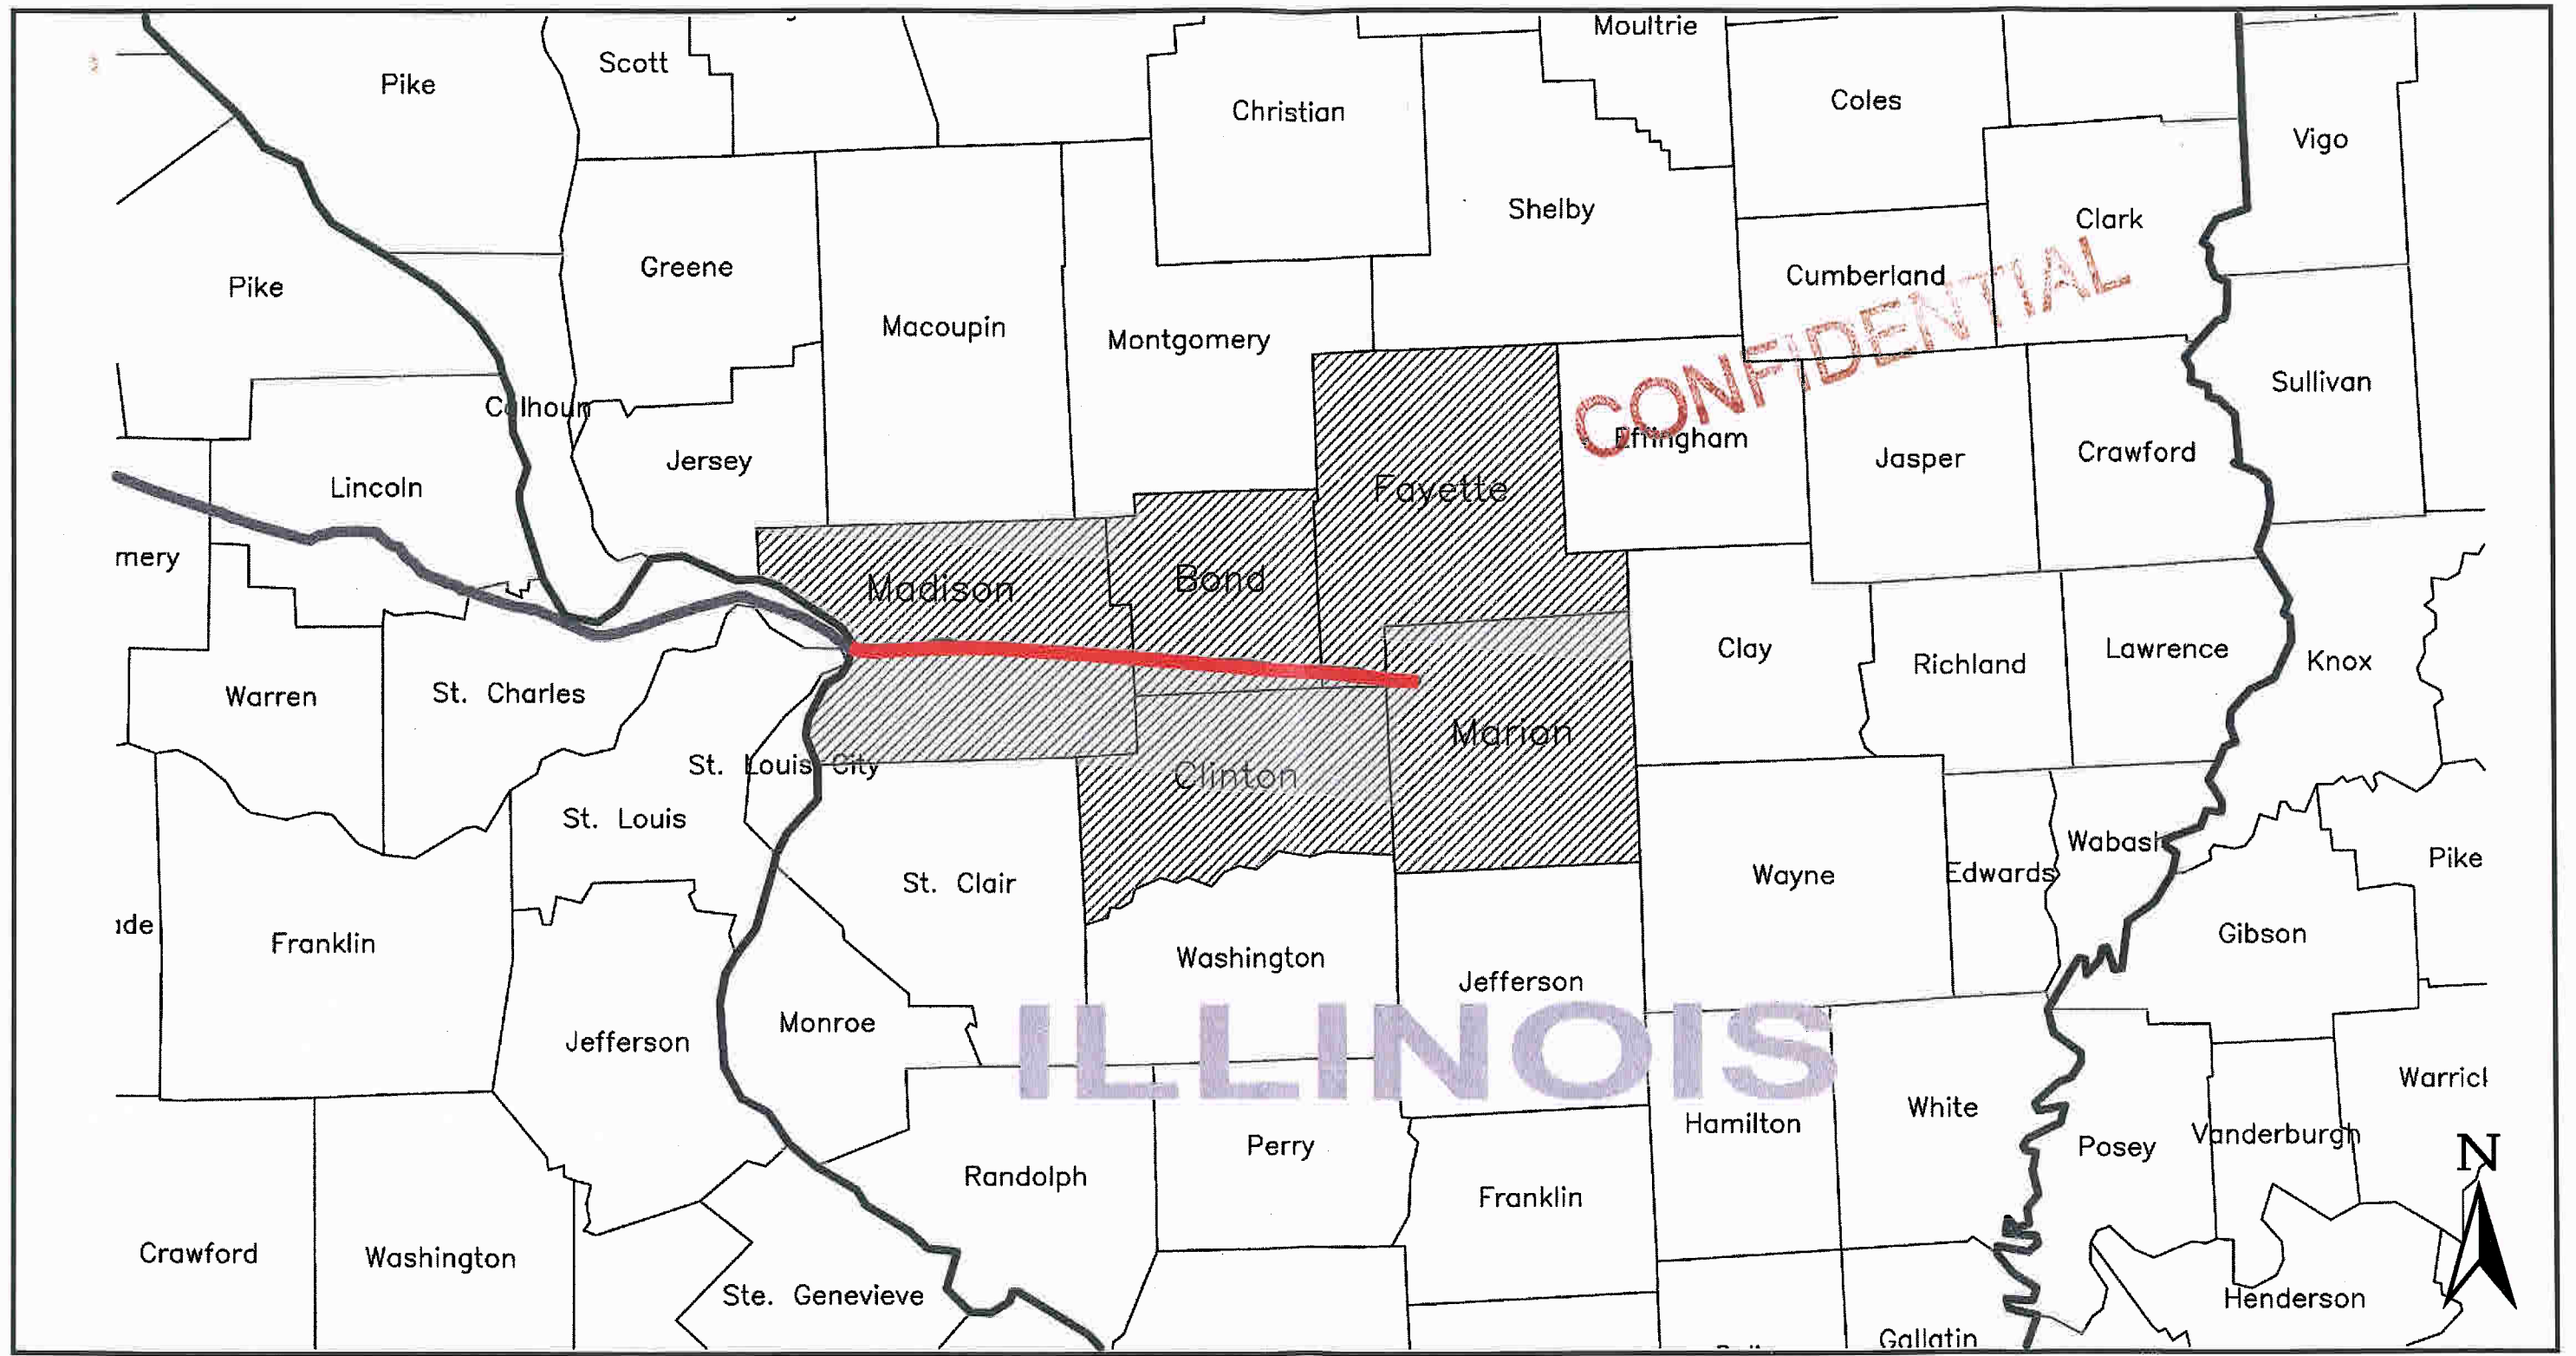 Moultrie
Scott
Pike
Coles
Christian
Vigo
Shelby
Clark
Greene
Cumberland
Pike
CONFIDENTIAL
Macoupin
Montgomery
Sullivan
Calhoun
Effingham
Crawford
Jasper
Jersey
Lincoln
Fayette
mery
Bond
Madison
Clay
Lawrence
Knox
Richland
Warren
St. Charles
Marion
St. Louis City
Clinton
St. Louis
Wabash
Pike
Edwards
Wayne
St. Clair
ade
Gibson
Franklin
Washington
Jefferson
Monroe
Jefferson
ILLINOIS
Warricl
White
Hamilton
Vanderburgh
Perry
Posey
N
Randolph
Franklin
Crawford
Washington
Ste. Genevieve
Henderson
Gallatin